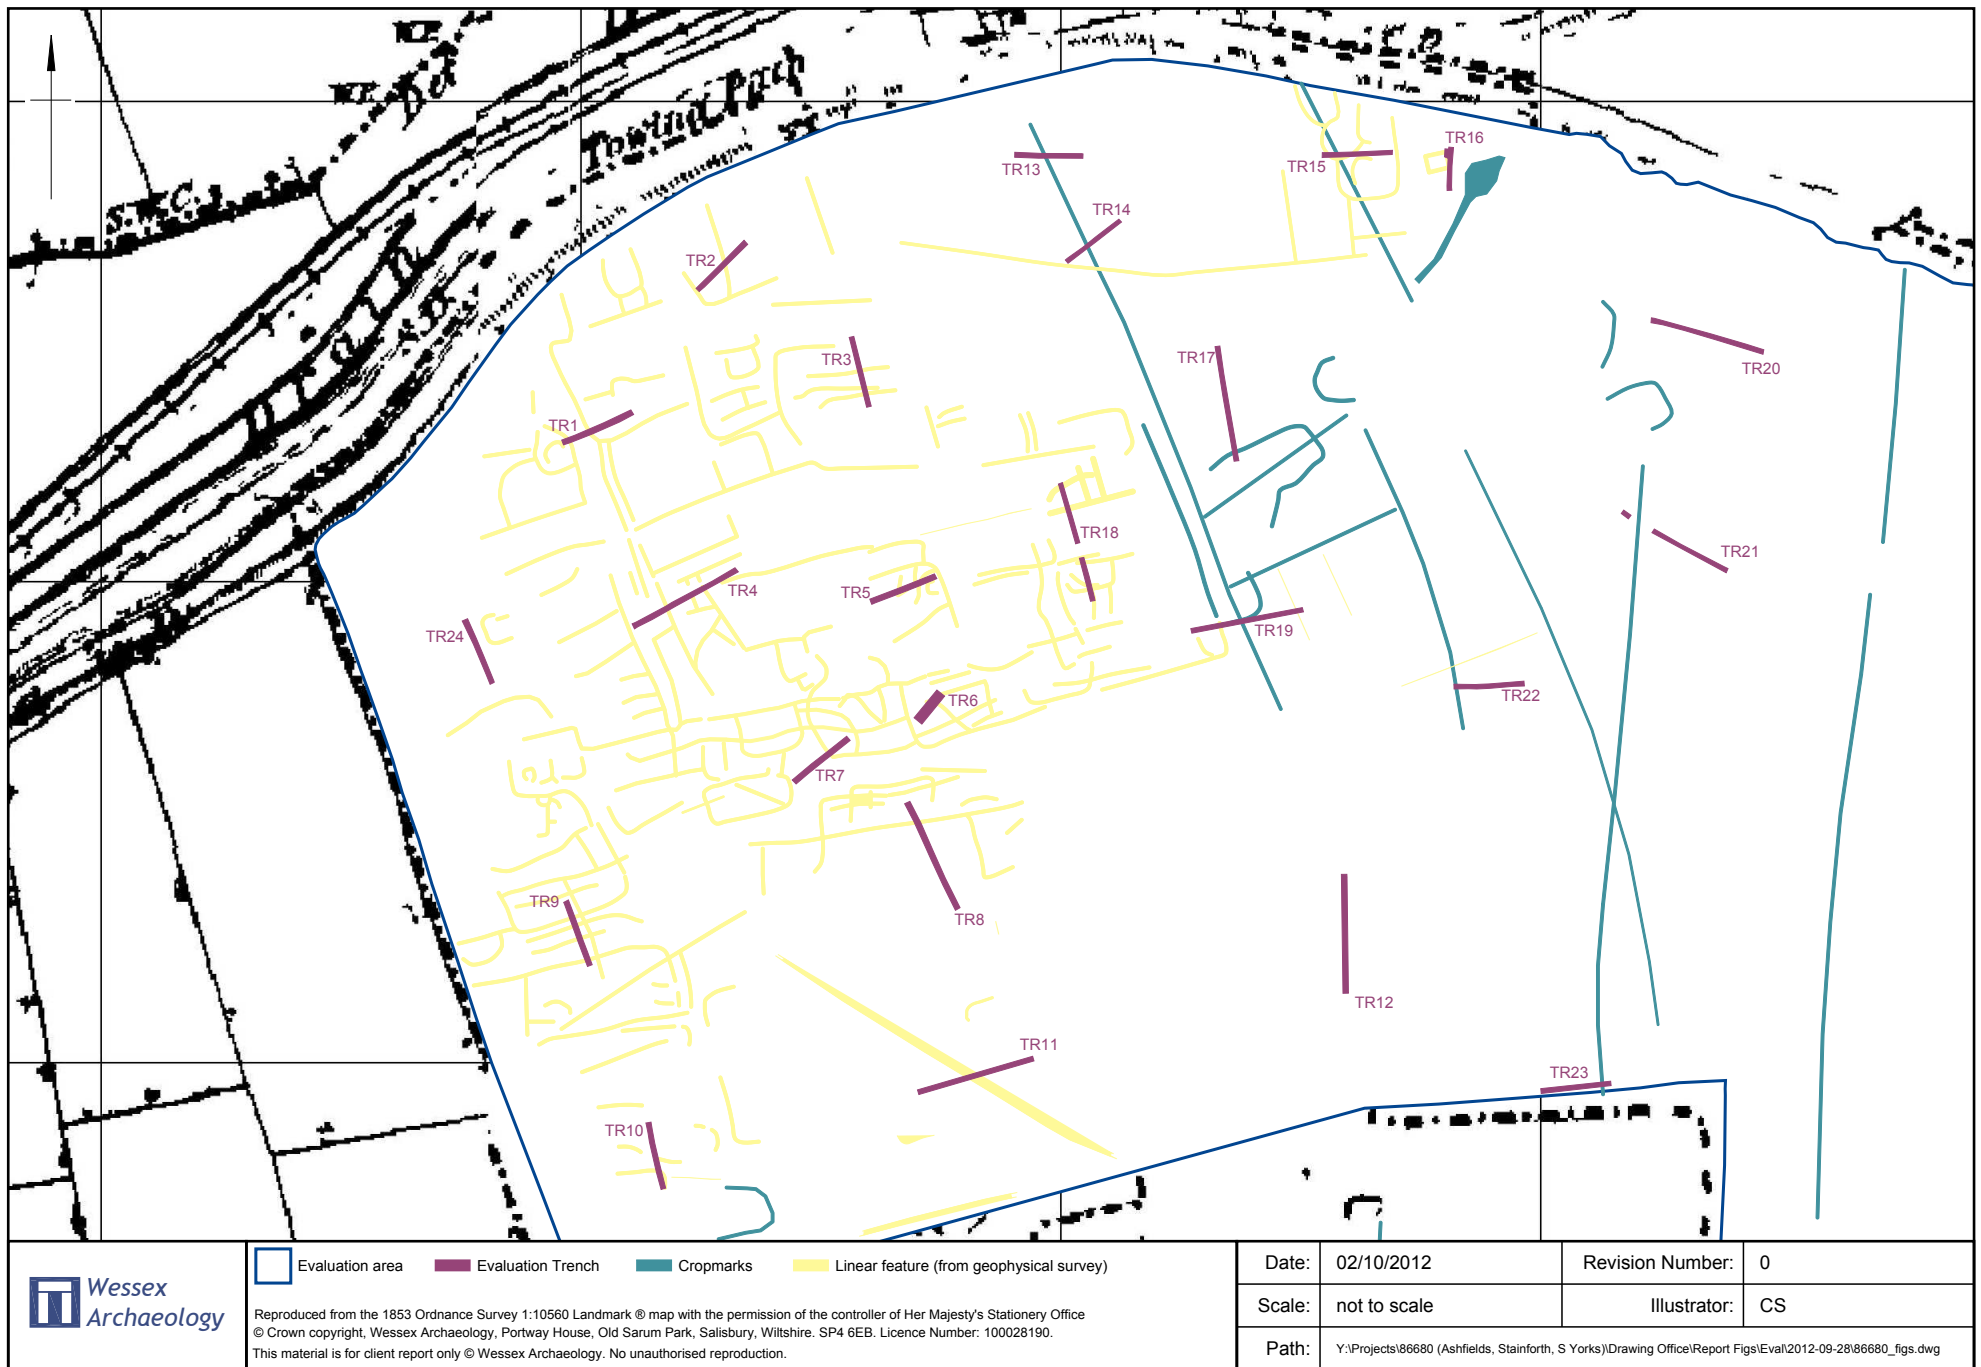 Towing Path
S.W.C.
Drain
TR16
TR13
TR15
TR14
TR2
TR3
TR17
TR20
TR1
TR18
TR21
TR4
TR5
TR24
TR19
TR6
TR22
TR7
TR9
TR8
TR12
TR11
TR23
TR10
Wessex
Archaeology
Evaluation area
Evaluation Trench
Cropmarks
Linear feature (from geophysical survey)
Reproduced from the 1853 Ordnance Survey 1:10560 Landmark ® map with the permission of the controller of Her Majesty's Stationery Office
© Crown copyright, Wessex Archaeology, Portway House, Old Sarum Park, Salisbury, Wiltshire. SP4 6EB. Licence Number: 100028190.
This material is for client report only © Wessex Archaeology. No unauthorised reproduction.
Date: 02/10/2012 Revision Number: 0
Scale: not to scale Illustrator: CS
Path: Y:\Projects\86680 (Ashfields, Stainforth, S Yorks)\Drawing Office\Report Figs\Eval\2012-09-28\86680_figs.dwg